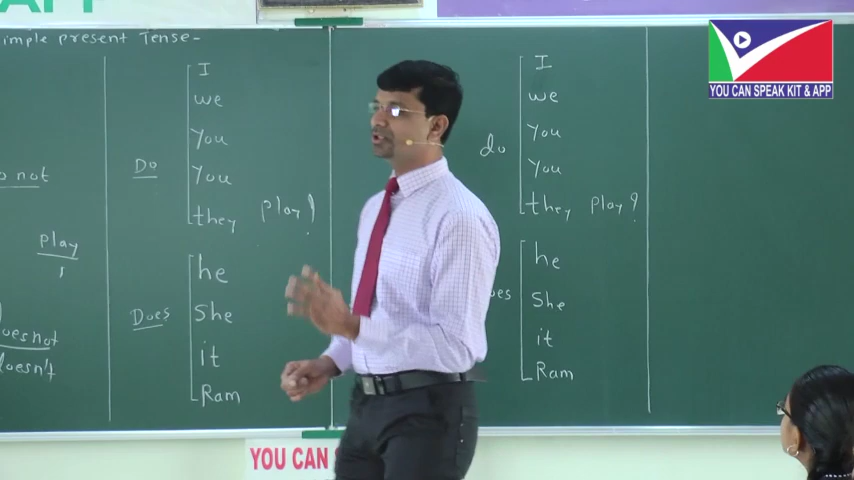 APP
imple present Tense-
o not
play
oesnot
oesn't
Do
I
we
You
You
they play?
Does
he
She
it
Ram
do
I
we
You
You
they play?
oes
he
She
it
Ram
YOU CAN SPEAK KIT & APP
YOU CAN